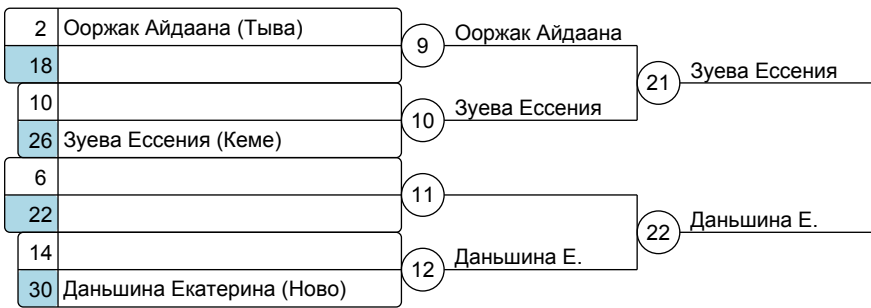 2 Ооржак Айдаана (Тыва)
18
9 Ооржак Айдаана
10
26 Зуева Ессения (Кеме)
10 Зуева Ессения
21 Зуева Ессения
6
22
11
14
30 Даньшина Екатерина (Ново)
12 Даньшина Е.
22 Даньшина Е.